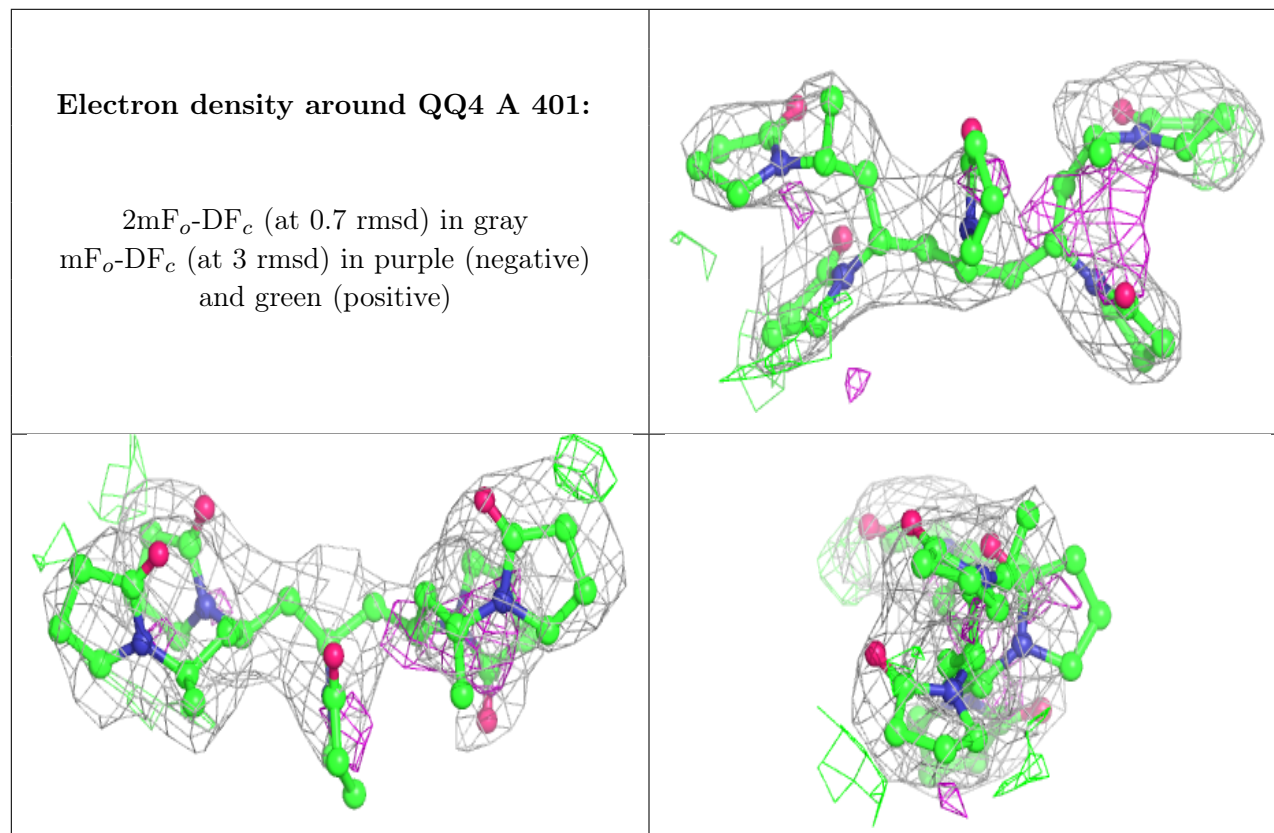 Electron density around QQ4 A 401:
2mFo-DFc (at 0.7 rmsd) in gray
mFo-DFc (at 3 rmsd) in purple (negative)
and green (positive)